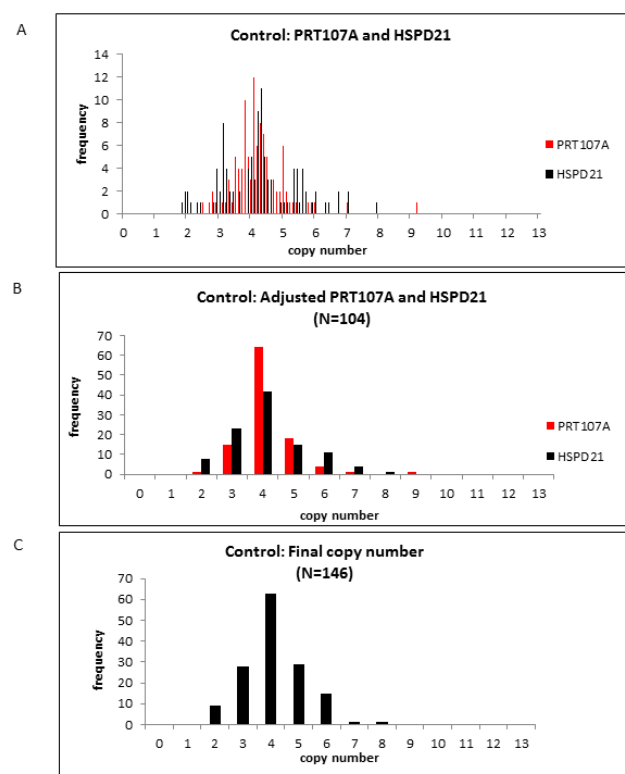 A
Control: PRT107A and HSPD21
14
12
10
8
6
4
2
0
frequency
0 1 2 3 4 5 6 7 8 9 10 11 12 13
copy number
PRT107A
HSPD21
B
Control: Adjusted PRT107A and HSPD21
(N=104)
70
60
50
40
30
20
10
0
frequency
0 1 2 3 4 5 6 7 8 9 10 11 12 13
copy number
PRT107A
HSPD21
C
Control: Final copy number
(N=146)
70
60
50
40
30
20
10
0
frequency
0 1 2 3 4 5 6 7 8 9 10 11 12 13
copy number